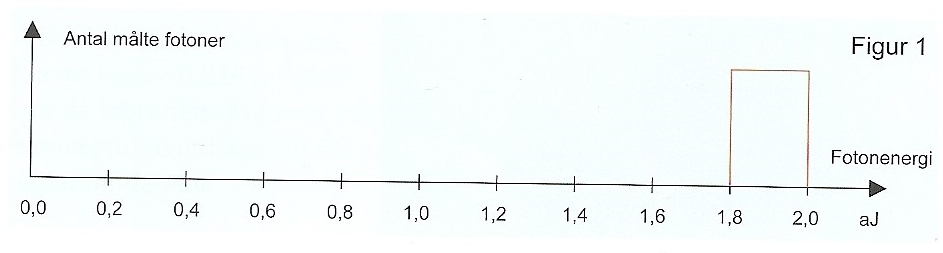 Antal målte fotoner
Figur 1
Fotonenergi
0,0 0,2 0,4 0,6 0,8 1,0 1,2 1,4 1,6 1,8 2,0 aJ